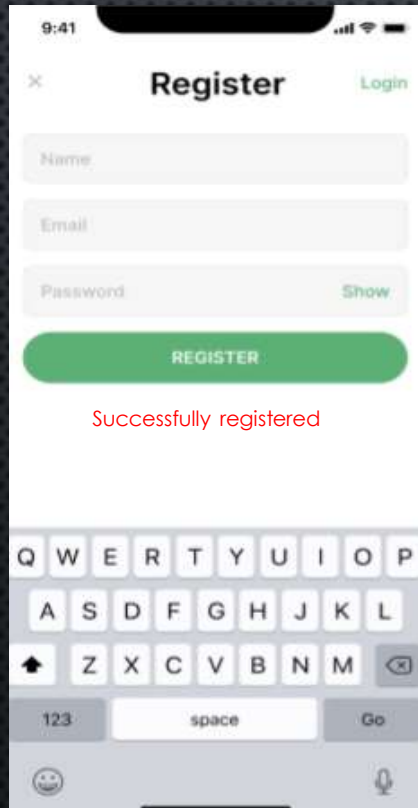 9:41
Register
Login
Name
Email
Password
Show
REGISTER
Successfully registered
Q W E R T Y U I O P
A S D F G H J K L
Z X C V B N M
123
space
Go